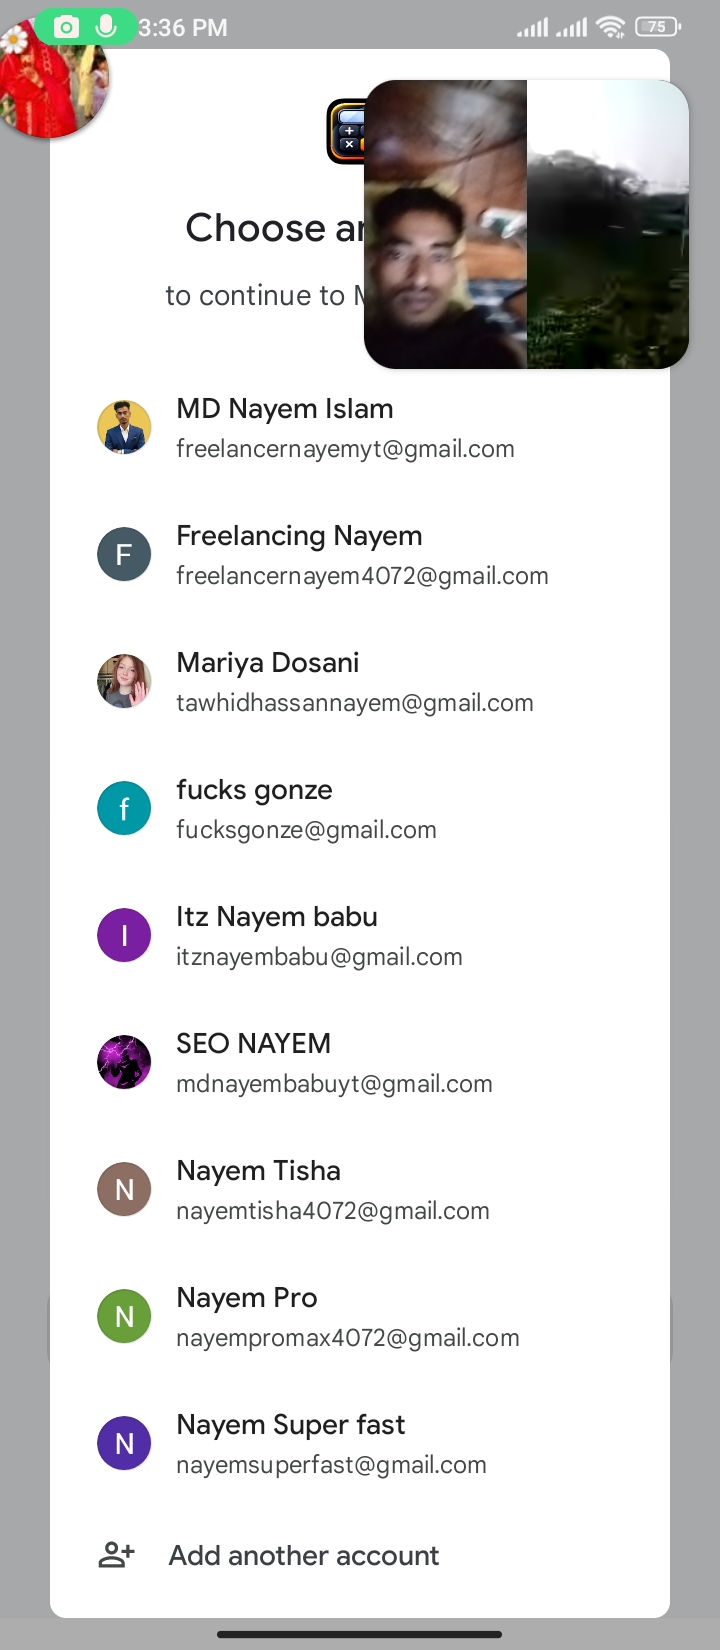 3:36 PM
75
Choose
to continue to
MD Nayem Islam
freelancernayemyt@gmail.com
F
Freelancing Nayem
freelancernayem4072@gmail.com
Mariya Dosani
tawhidhassannayem@gmail.com
f
fucks gonze
fucksgonze@gmail.com
I
Itz Nayem babu
itznayembabu@gmail.com
SEO NAYEM
mdnayembabuyt@gmail.com
N
Nayem Tisha
nayemtisha4072@gmail.com
N
Nayem Pro
nayempromax4072@gmail.com
N
Nayem Super fast
nayemsuperfast@gmail.com
Add another account